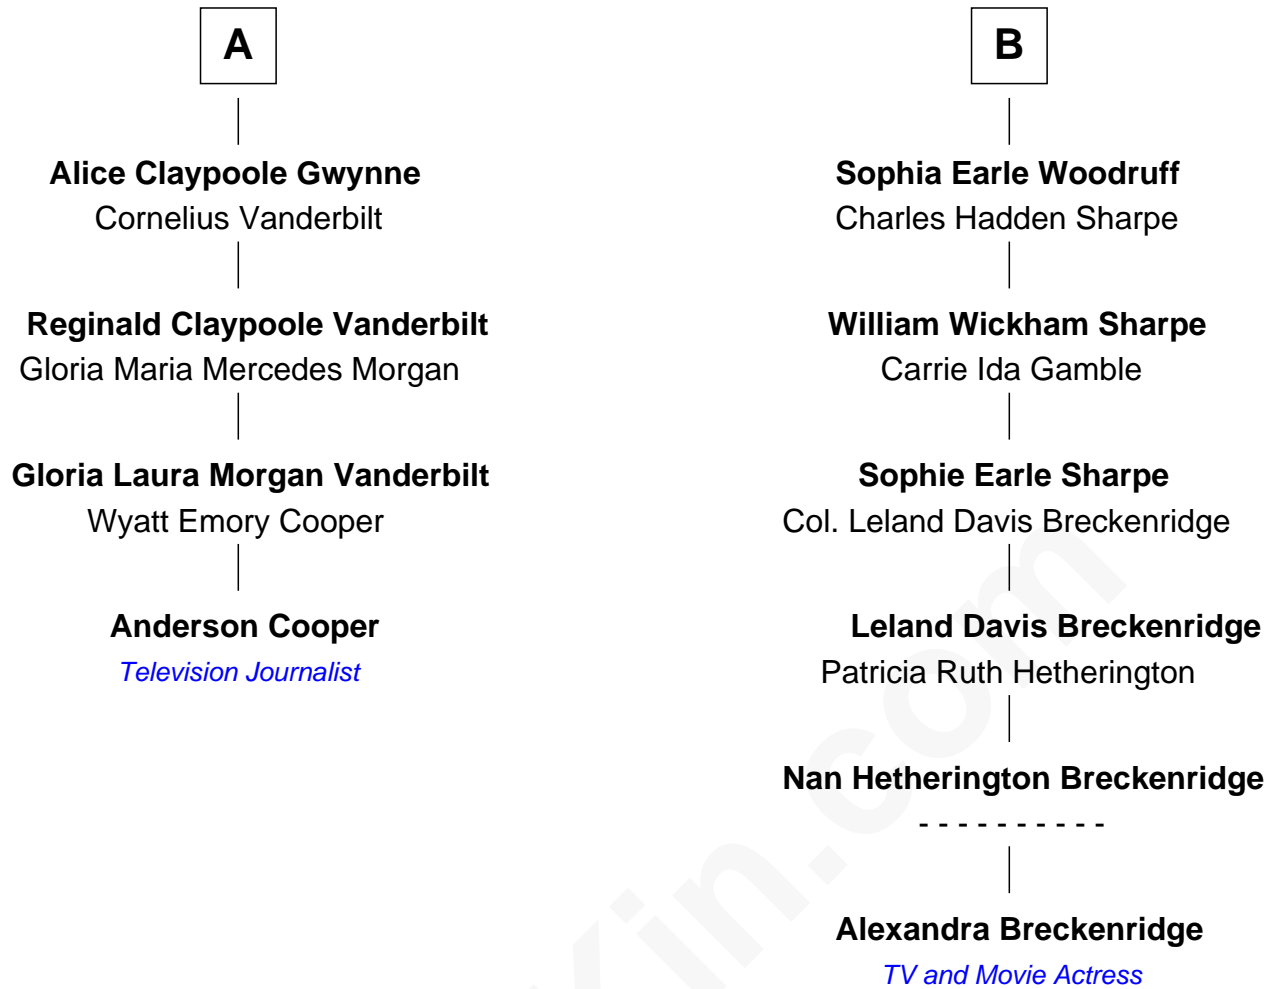 A
Alice Claypoole Gwynne
Cornelius Vanderbilt
Reginald Claypoole Vanderbilt
Gloria Maria Mercedes Morgan
Gloria Laura Morgan Vanderbilt
Wyatt Emory Cooper
Anderson Cooper
Television Journalist
B
Sophia Earle Woodruff
Charles Hadden Sharpe
William Wickham Sharpe
Carrie Ida Gamble
Sophie Earle Sharpe
Col. Leland Davis Breckenridge
Leland Davis Breckenridge
Patricia Ruth Hetherington
Nan Hetherington Breckenridge
- - - - - - - - - -
Alexandra Breckenridge
TV and Movie Actress
Kin.com